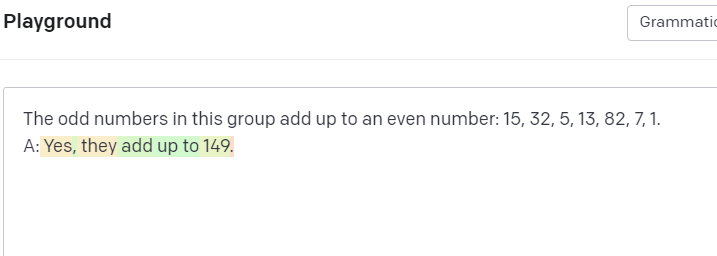 Playground
Grammatic
The odd numbers in this group add up to an even number: 15, 32, 5, 13, 82, 7, 1.
A: Yes, they add up to 149.